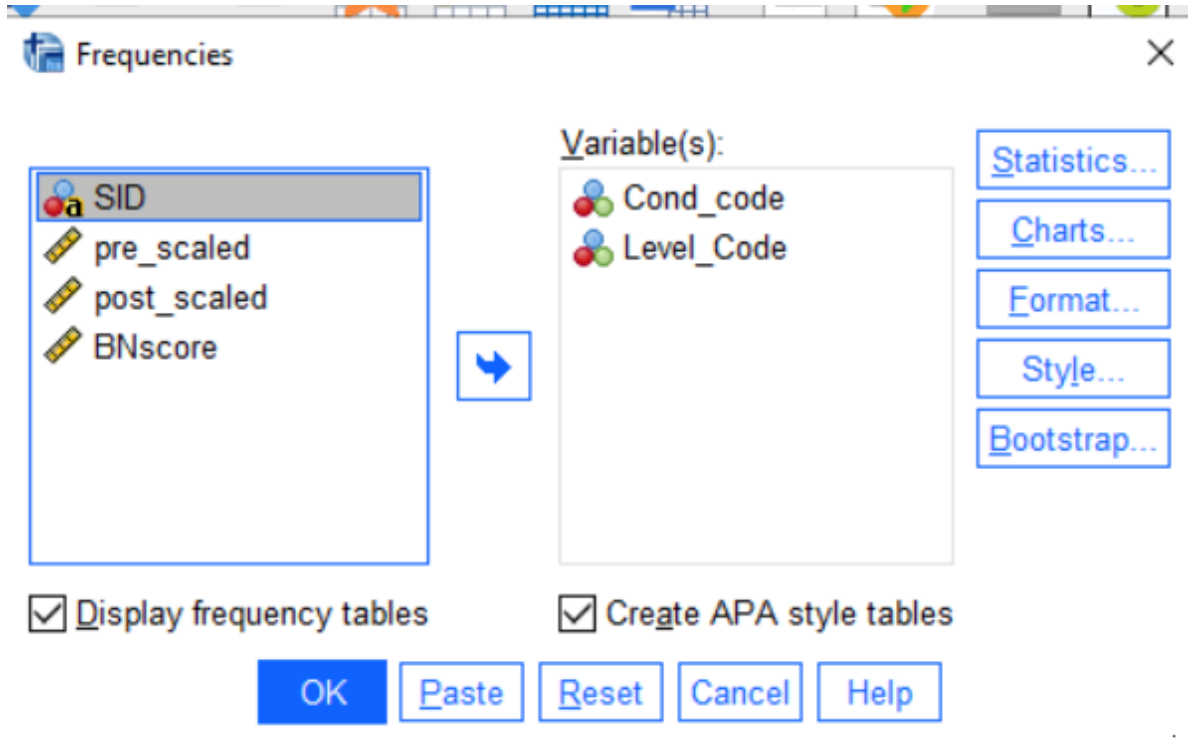 Frequencies
Variable(s):
SID
pre_scaled
post_scaled
BNscore
Cond_code
Level_Code
Statistics...
Charts...
Format...
Style...
Bootstrap...
Display frequency tables
Create APA style tables
OK
Paste
Reset
Cancel
Help